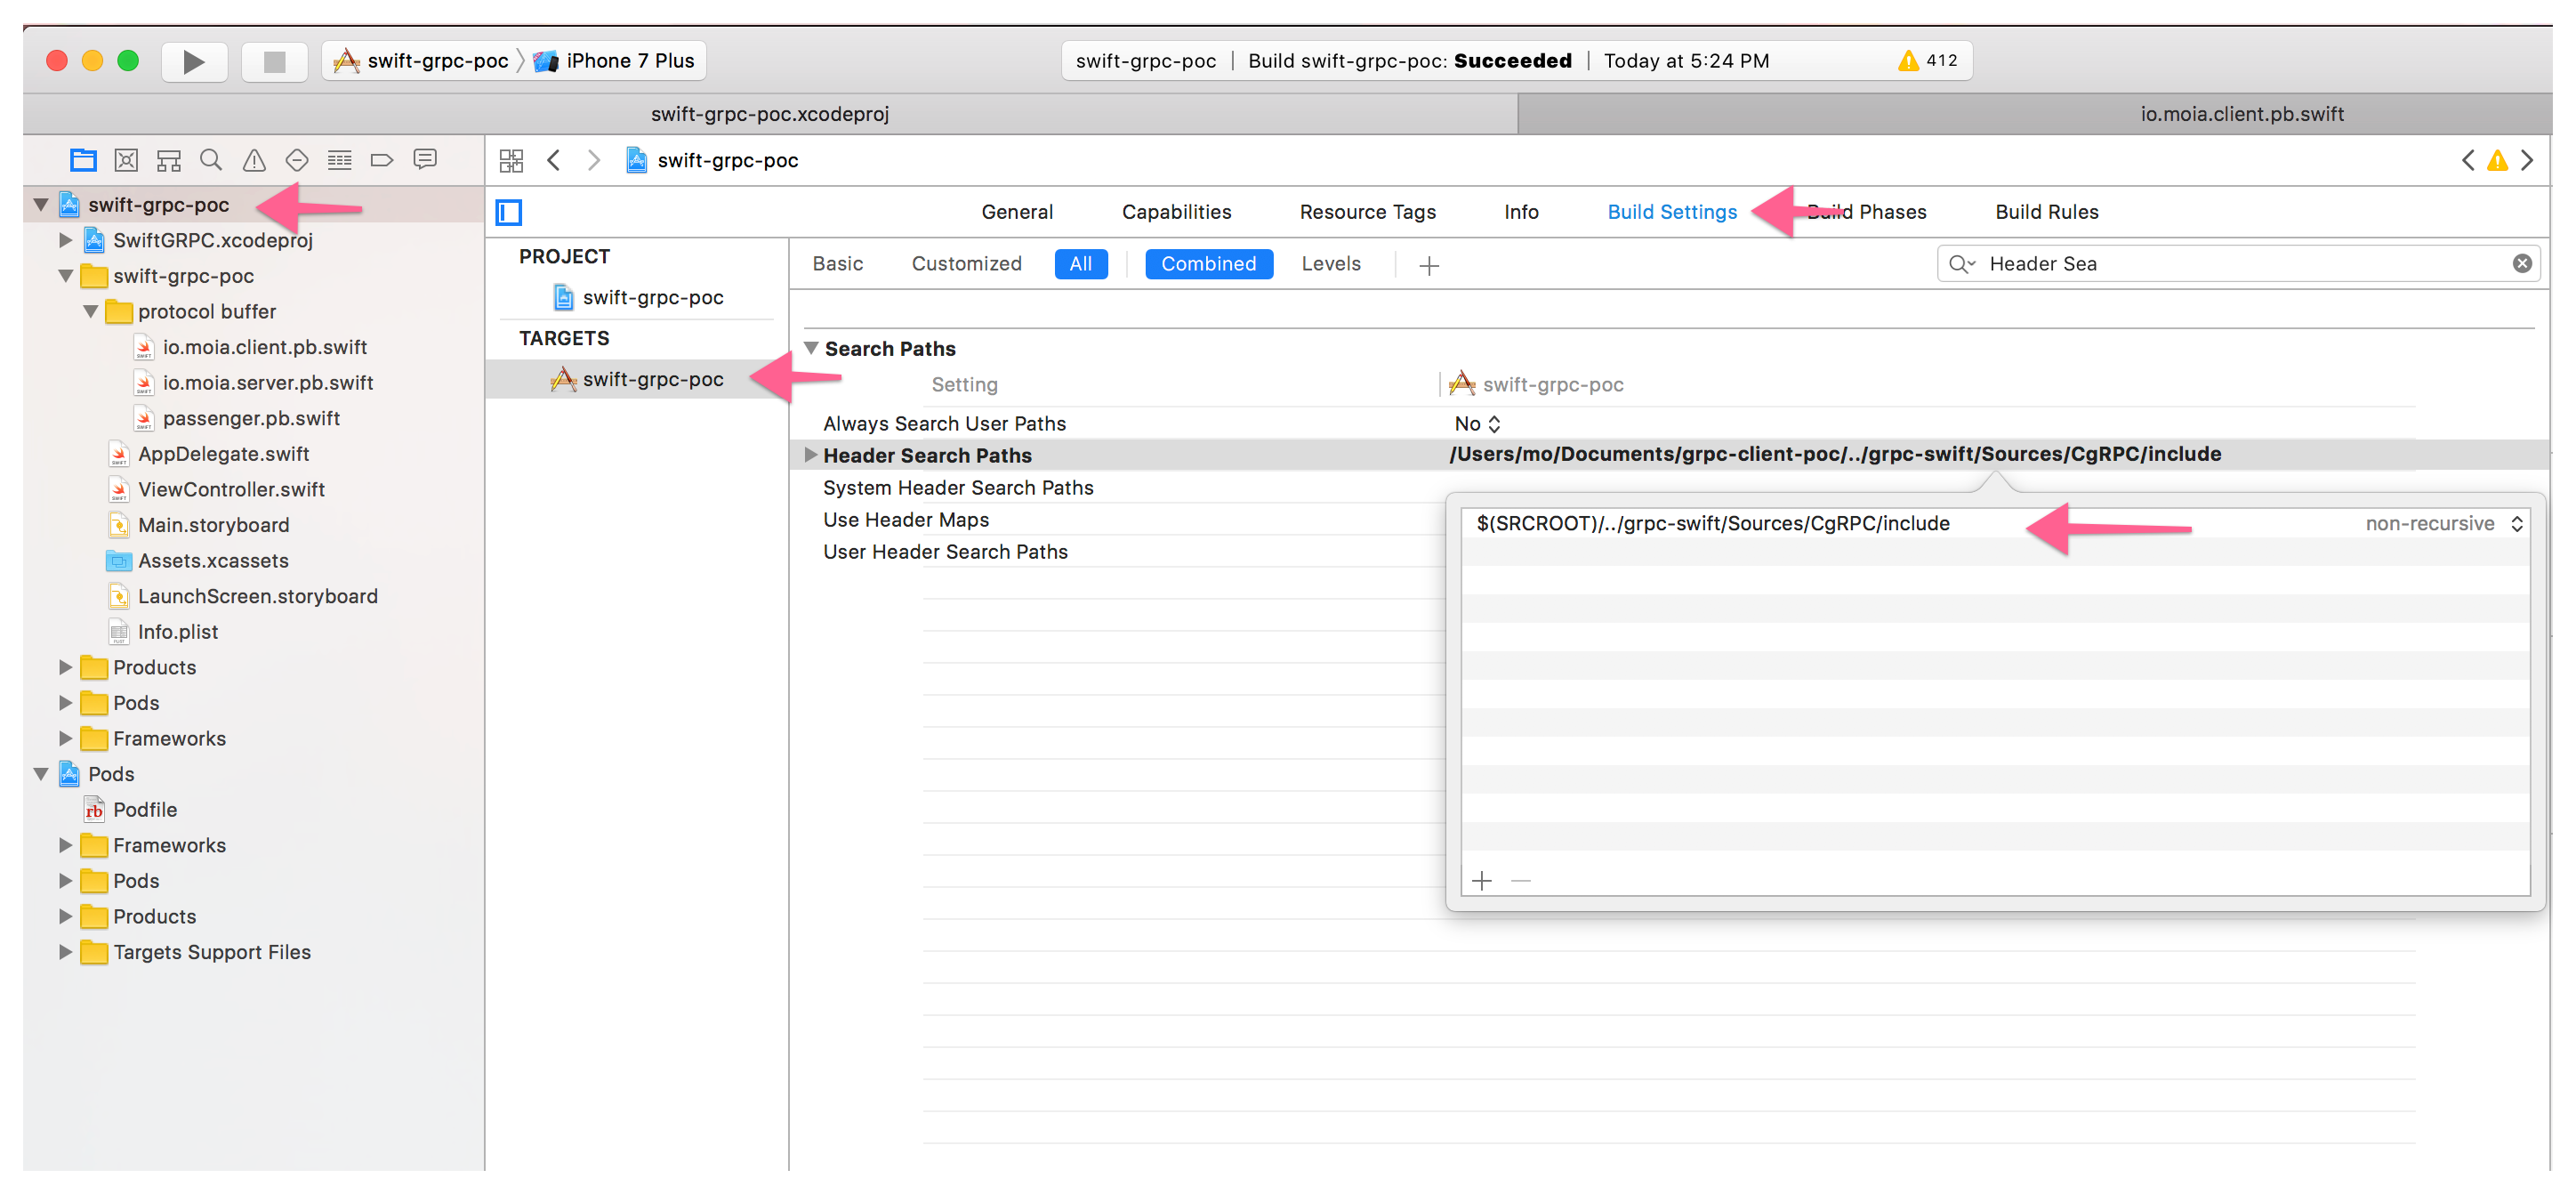 swift-grpc-poc iPhone 7 Plus
swift-grpc-poc | Build swift-grpc-poc: Succeeded | Today at 5:24 PM 412
swift-grpc-poc.xcodeproj
io.moia.client.pb.swift
swift-grpc-poc
General Capabilities Resource Tags Info Build Settings Build Phases Build Rules
Basic Customized All Combined Levels +
Header Sea
swift-grpc-poc
SwiftGRPC.xcodeproj
swift-grpc-poc
protocol buffer
io.moia.client.pb.swift
io.moia.server.pb.swift
passenger.pb.swift
AppDelegate.swift
ViewController.swift
Main.storyboard
Assets.xcassets
LaunchScreen.storyboard
Info.plist
Products
Pods
Frameworks
Pods
Podfile
Frameworks
Pods
Products
Targets Support Files
PROJECT
swift-grpc-poc
TARGETS
swift-grpc-poc
Search Paths
Setting swift-grpc-poc
Always Search User Paths No
Header Search Paths /Users/mo/Documents/grpc-client-poc/../grpc-swift/Sources/CgRPC/include
System Header Search Paths
Use Header Maps
User Header Search Paths
$(SRCROOT)/../grpc-swift/Sources/CgRPC/include non-recursive